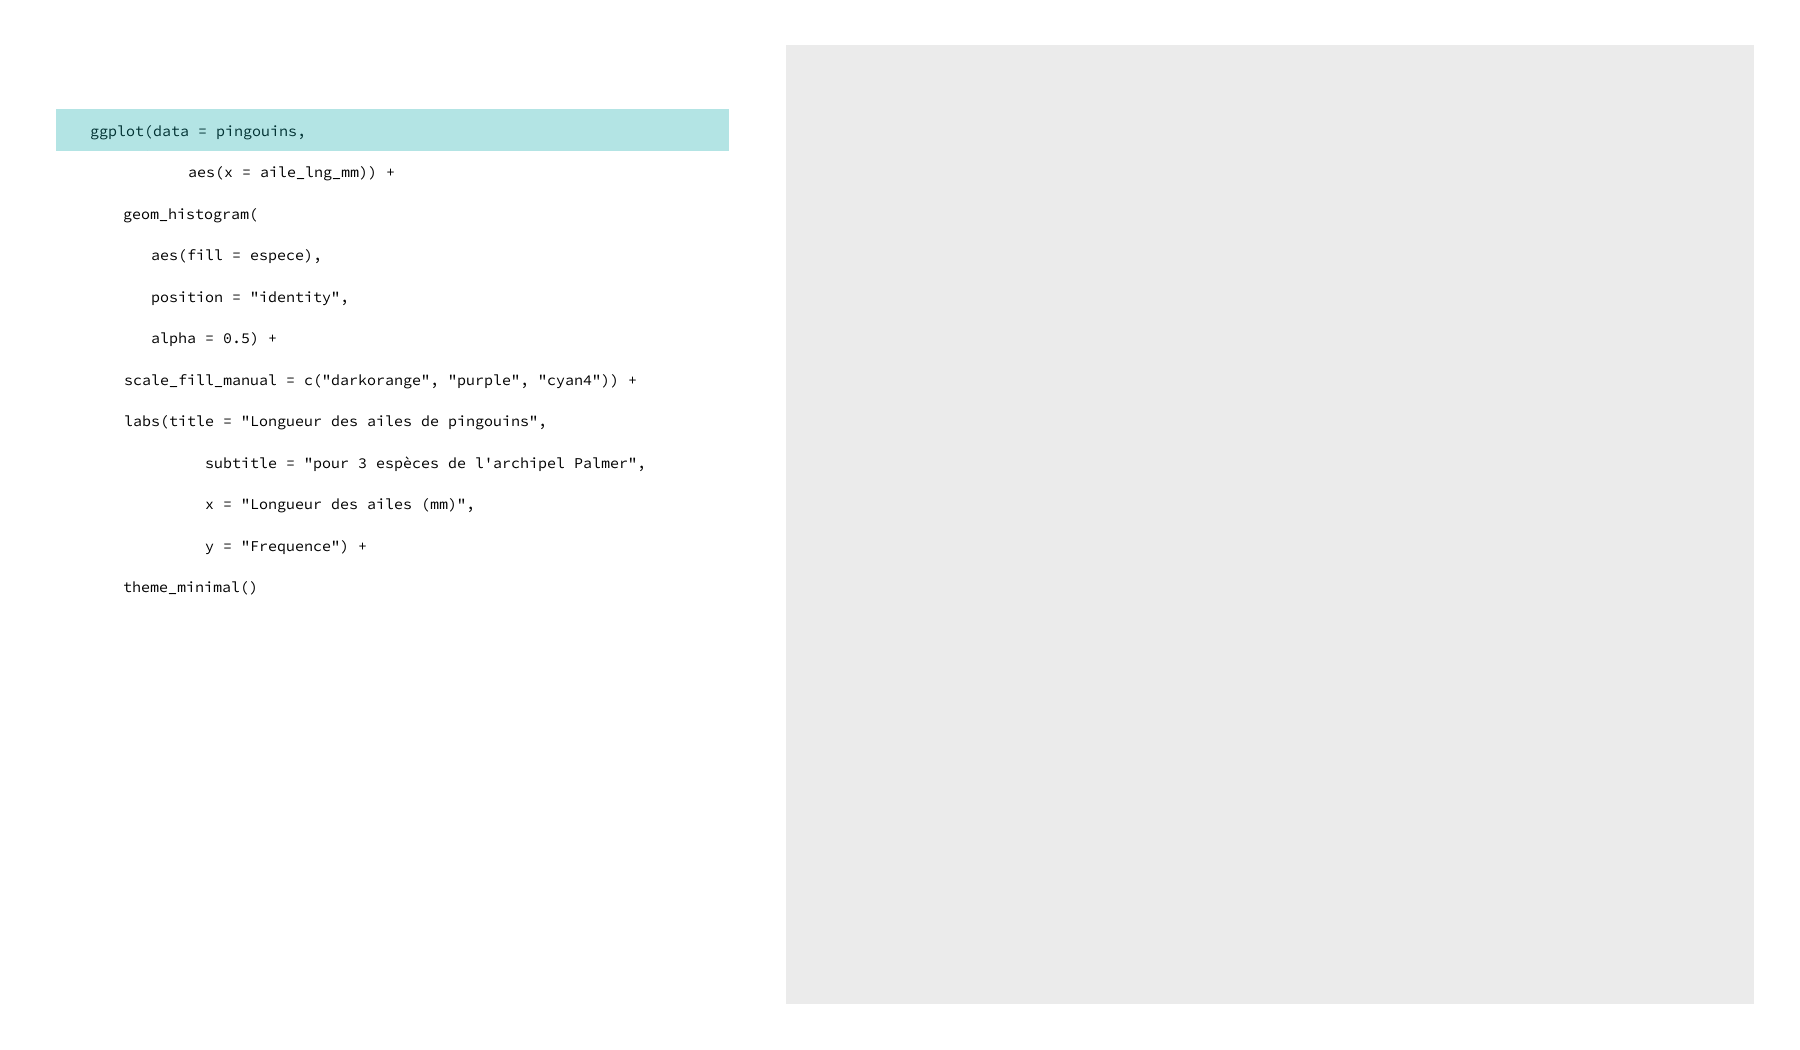 ggplot(data = pingouins,
aes(x = aile_lng_mm)) +
geom_histogram(
aes(fill = espece),
position = "identity",
alpha = 0.5) +
scale_fill_manual = c("darkorange", "purple", "cyan4")) +
labs(title = "Longueur des ailes de pingouins",
subtitle = "pour 3 espèces de l'archipel Palmer",
x = "Longueur des ailes (mm)",
y = "Frequence") +
theme_minimal()